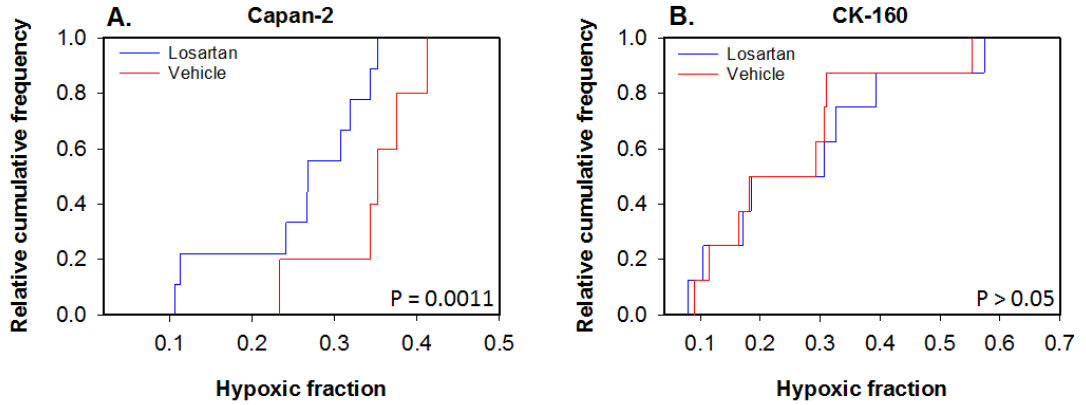 A.
Capan-2
Relative cumulative frequency
1.0
0.8
0.6
0.4
0.2
0.0
Losartan
Vehicle
P = 0.0011
0.1 0.2 0.3 0.4 0.5
Hypoxic fraction
B.
CK-160
Relative cumulative frequency
1.0
0.8
0.6
0.4
0.2
0.0
Losartan
Vehicle
P > 0.05
0.1 0.2 0.3 0.4 0.5 0.6 0.7
Hypoxic fraction